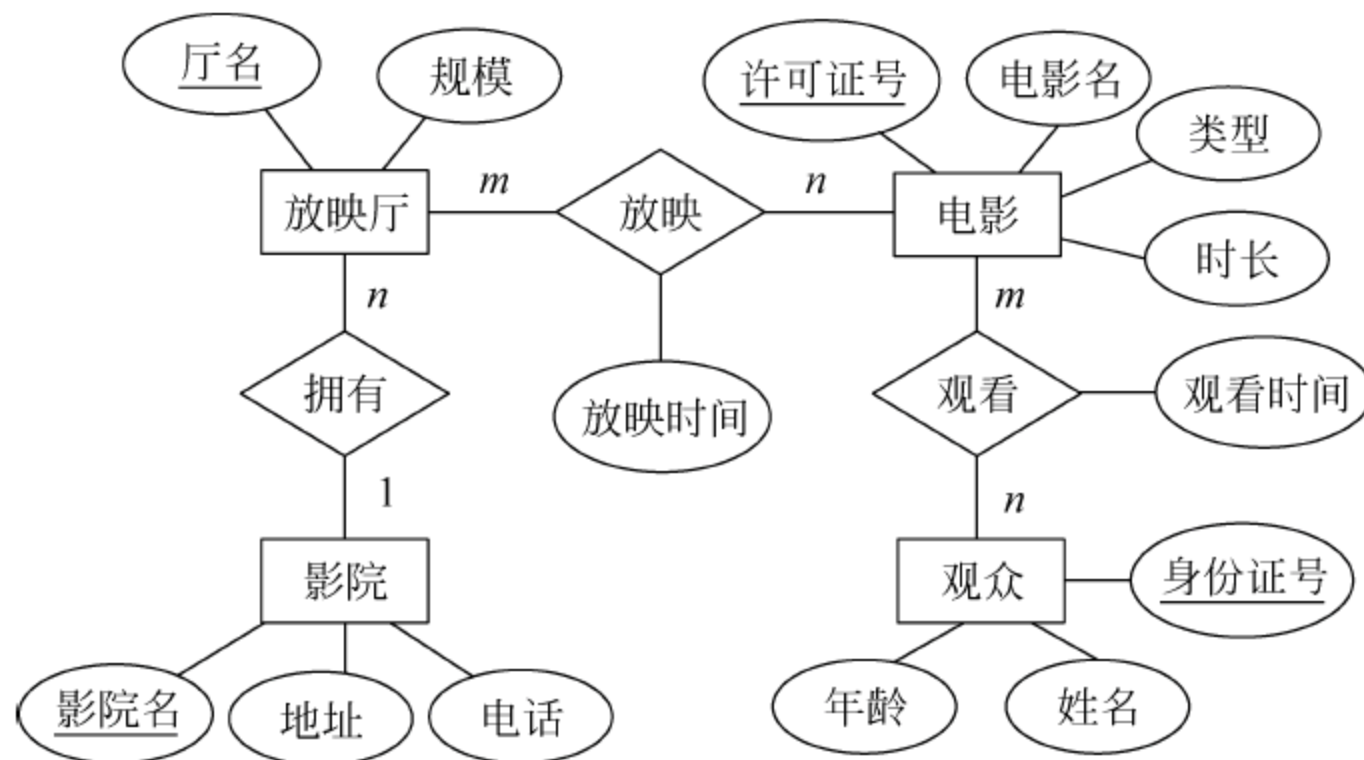 厅名
规模
许可证号
电影名
类型
放映厅
m
放映
n
电影
时长
n
m
拥有
放映时间
观看
观看时间
1
n
影院
观众
身份证号
影院名
地址
电话
年龄
姓名